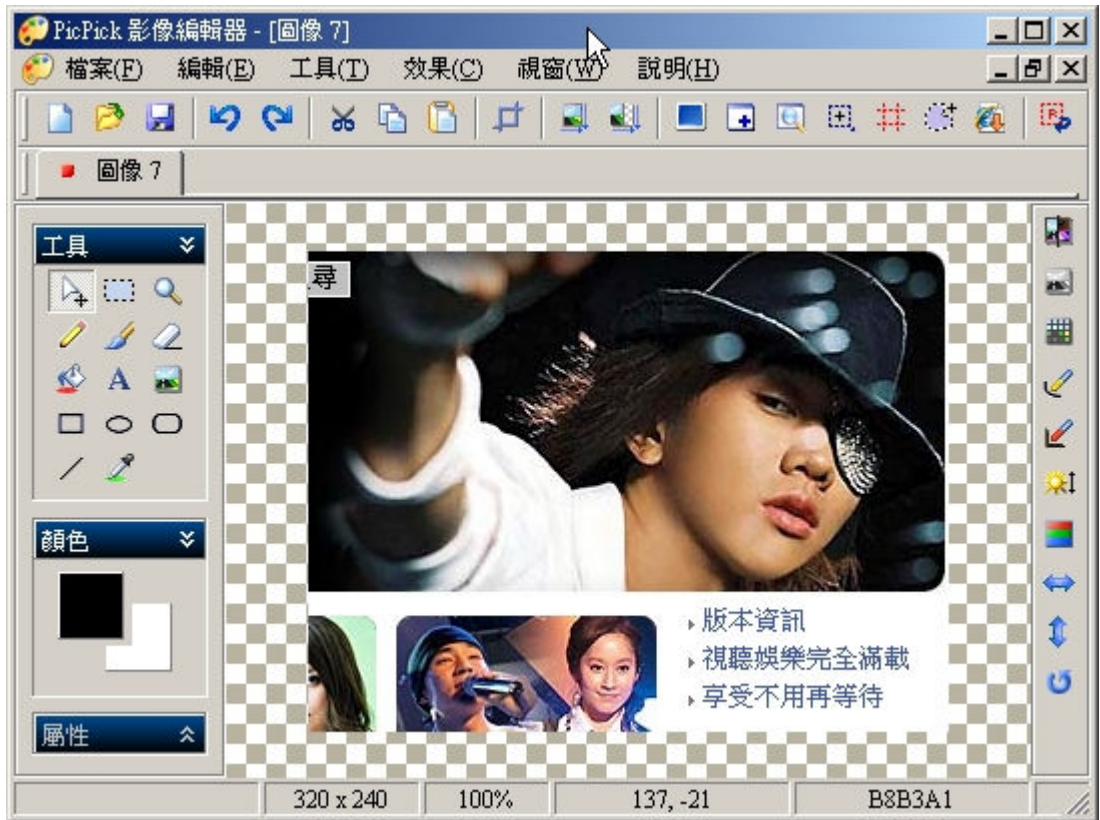 PicPick 影像編輯器 - [圖像 7]
檔案(F) 編輯(E) 工具(T) 效果(C) 視窗(W) 說明(H)
圖像 7
工具
尋
顏色
版本資訊
視聽娛樂完全滿載
享受不用再等待
屬性
320 x 240 100% 137, -21 B8B3A1